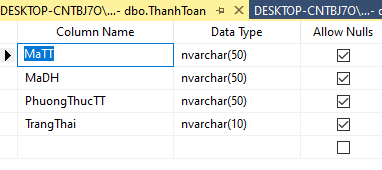 DESKTOP-CNTBJ7O\...- dbo.ThanhToan
DESKTOP-CNTBJ7O\...-
Column Name Data Type Allow Nulls
MaTT nvarchar(50)
MaDH nvarchar(50)
PhuongThucTT nvarchar(50)
TrangThai nvarchar(10)